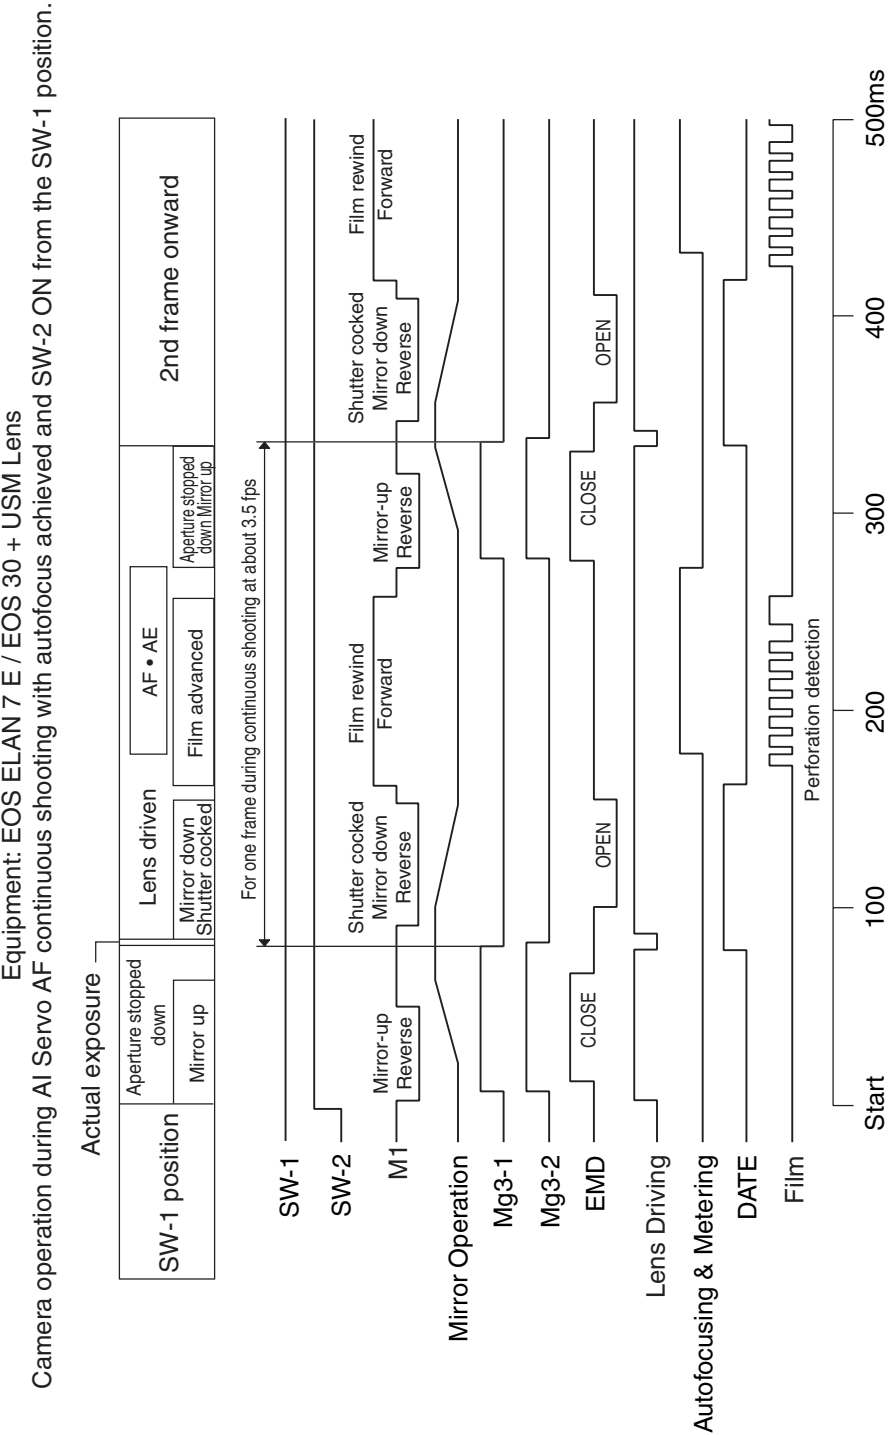 Equipment: EOS ELAN 7 E / EOS 30 + USM Lens
Camera operation during AI Servo AF continuous shooting with autofocus achieved and SW-2 ON from the SW-1 position.
Actual exposure
SW-1 position
Aperture stopped
down
Mirror up
Lens driven
Mirror down
Shutter cocked
AF • AE
Film advanced
Aperture stopped
down Mirror up
2nd frame onward
For one frame during continuous shooting at about 3.5 fps
SW-1
SW-2
M1
Mirror-up
Reverse
Shutter cocked
Mirror down
Reverse
Film rewind
Forward
Mirror-up
Reverse
Shutter cocked
Mirror down
Reverse
Film rewind
Forward
Mirror Operation
Mg3-1
Mg3-2
EMD
CLOSE
OPEN
CLOSE
OPEN
Lens Driving
Autofocusing & Metering
DATE
Film
Perforation detection
Start
100
200
300
400
500ms